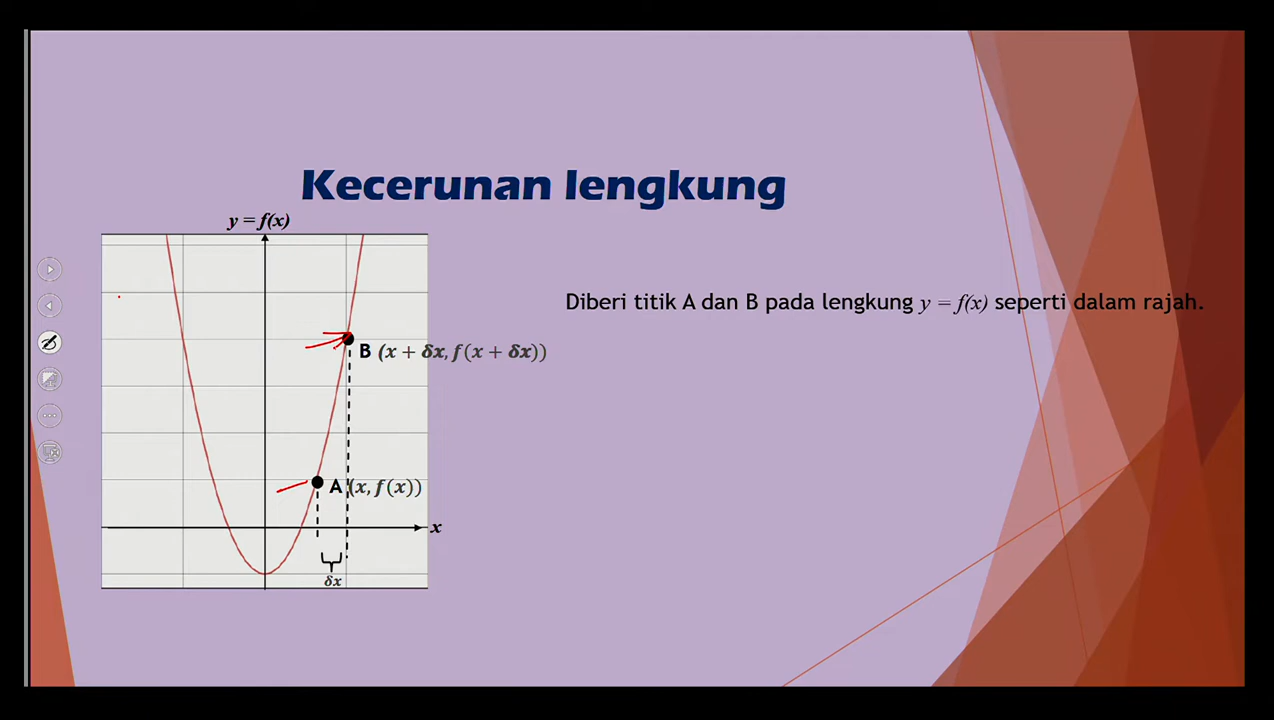 Kecerunan lengkung
y = f(x)
Diberi titik A dan B pada lengkung y = f(x) seperti dalam rajah.
B (x + δx, f(x + δx))
A (x, f(x))
x
δx